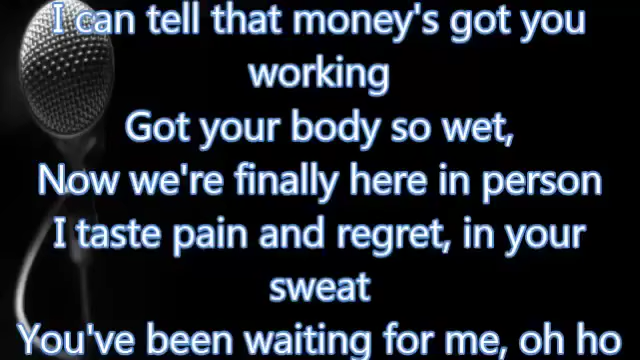 I can tell that money's got you
working
Got your body so wet,
Now we're finally here in person
I taste pain and regret, in your
sweat
You've been waiting for me, oh ho